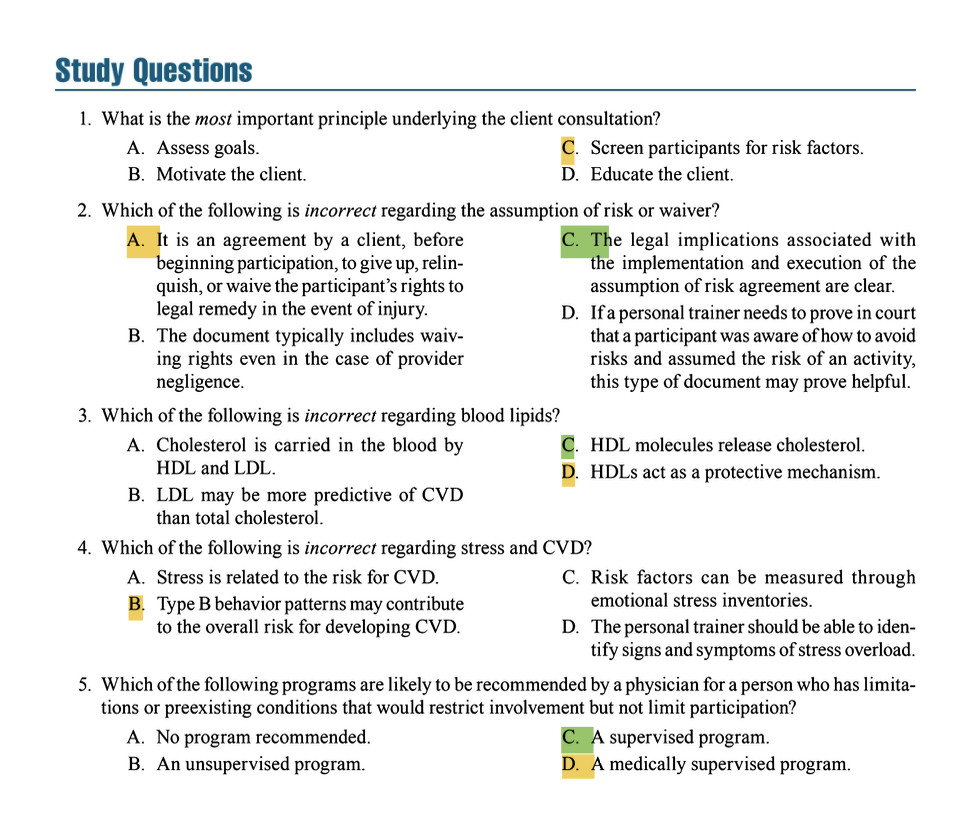 Study Questions
1. What is the most important principle underlying the client consultation?
A. Assess goals.
B. Motivate the client.
C. Screen participants for risk factors.
D. Educate the client.
2. Which of the following is incorrect regarding the assumption of risk or waiver?
A. It is an agreement by a client, before
beginning participation, to give up, relin-
quish, or waive the participant's rights to
legal remedy in the event of injury.
B. The document typically includes waiv-
ing rights even in the case of provider
negligence.
C. The legal implications associated with
the implementation and execution of the
assumption of risk agreement are clear.
D. If a personal trainer needs to prove in court
that a participant was aware of how to avoid
risks and assumed the risk of an activity,
this type of document may prove helpful.
3. Which of the following is incorrect regarding blood lipids?
A. Cholesterol is carried in the blood by
HDL and LDL.
B. LDL may be more predictive of CVD
than total cholesterol.
C. HDL molecules release cholesterol.
D. HDLs act as a protective mechanism.
4. Which of the following is incorrect regarding stress and CVD?
A. Stress is related to the risk for CVD.
B. Type B behavior patterns may contribute
to the overall risk for developing CVD.
C. Risk factors can be measured through
emotional stress inventories.
D. The personal trainer should be able to iden-
tify signs and symptoms of stress overload.
5. Which of the following programs are likely to be recommended by a physician for a person who has limita-
tions or preexisting conditions that would restrict involvement but not limit participation?
A. No program recommended.
B. An unsupervised program.
C. A supervised program.
D. A medically supervised program.